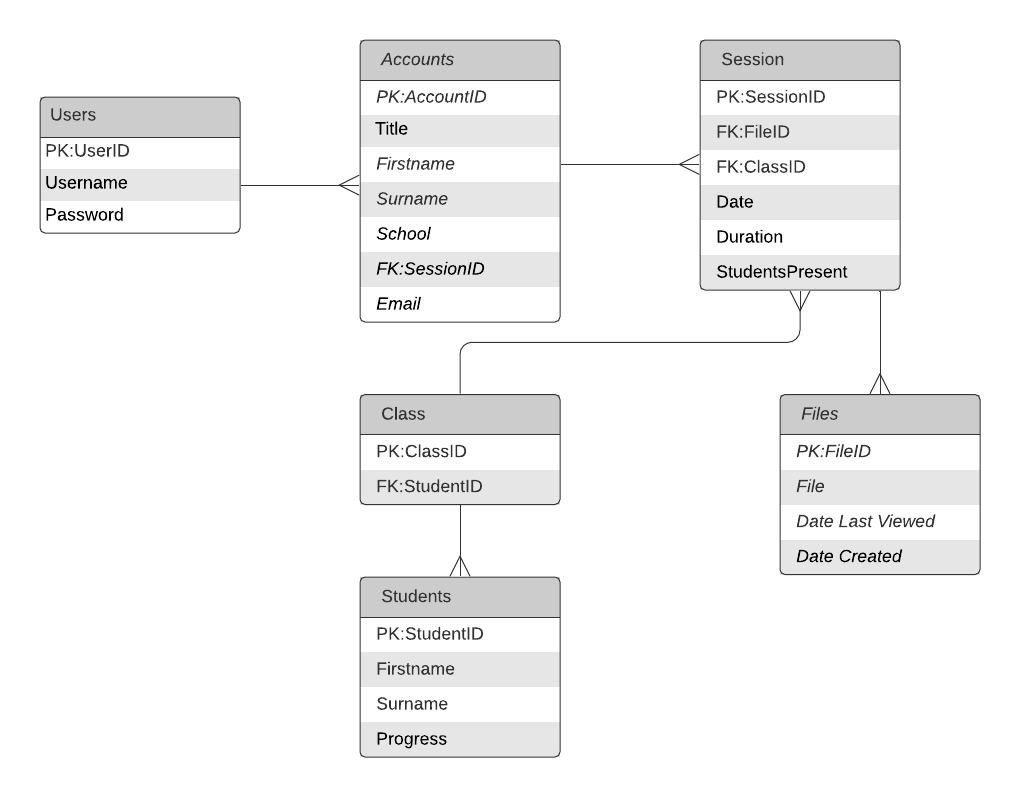 Users
PK:UserID
Username
Password
Accounts
PK:AccountID
Title
Firstname
Surname
School
FK:SessionID
Email
Session
PK:SessionID
FK:FileID
FK:ClassID
Date
Duration
StudentsPresent
Class
PK:ClassID
FK:StudentID
Files
PK:FileID
File
Date Last Viewed
Date Created
Students
PK:StudentID
Firstname
Surname
Progress